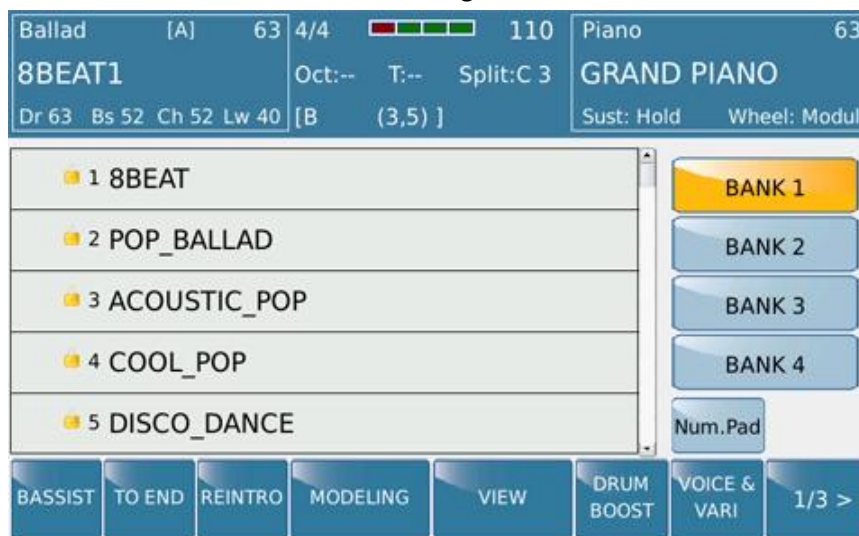 Ballad [A] 63 4/4 110 Piano 63
8BEAT1 Oct:-- T:-- Split:C 3 GRAND PIANO
Dr 63 Bs 52 Ch 52 Lw 40 [B (3,5) ] Sust: Hold Wheel: Modul
1 8BEAT
BANK 1
2 POP_BALLAD
BANK 2
3 ACOUSTIC_POP
BANK 3
4 COOL_POP
BANK 4
5 DISCO_DANCE
Num.Pad
BASSIST
TO END
REINTRO
MODELING
VIEW
DRUM
BOOST
VOICE &
VARI
1/3 >